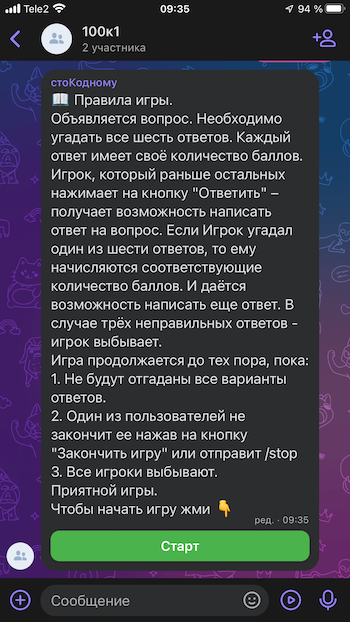 Tele2
09:35
94 %
100к1
2 участника
стоКодному
📖 Правила игры.
Объявляется вопрос. Необходимо
угадать все шесть ответов. Каждый
ответ имеет своё количество баллов.
Игрок, который раньше остальных
нажимает на кнопку "Ответить" –
получает возможность написать
ответ на вопрос. Если Игрок угадал
один из шести ответов, то ему
начисляются соответствующие
количество баллов. И даётся
возможность написать еще ответ. В
случае трёх неправильных ответов -
игрок выбывает.
Игра продолжается до тех пора, пока:
1. Не будут отгаданы все варианты
ответов.
2. Один из пользователей не
закончит ее нажав на кнопку
"Закончить игру" или отправит /stop
3. Все игроки выбывают.
Приятной игры.
Чтобы начать игру жми 👇
ред. · 09:35
Старт
Сообщение